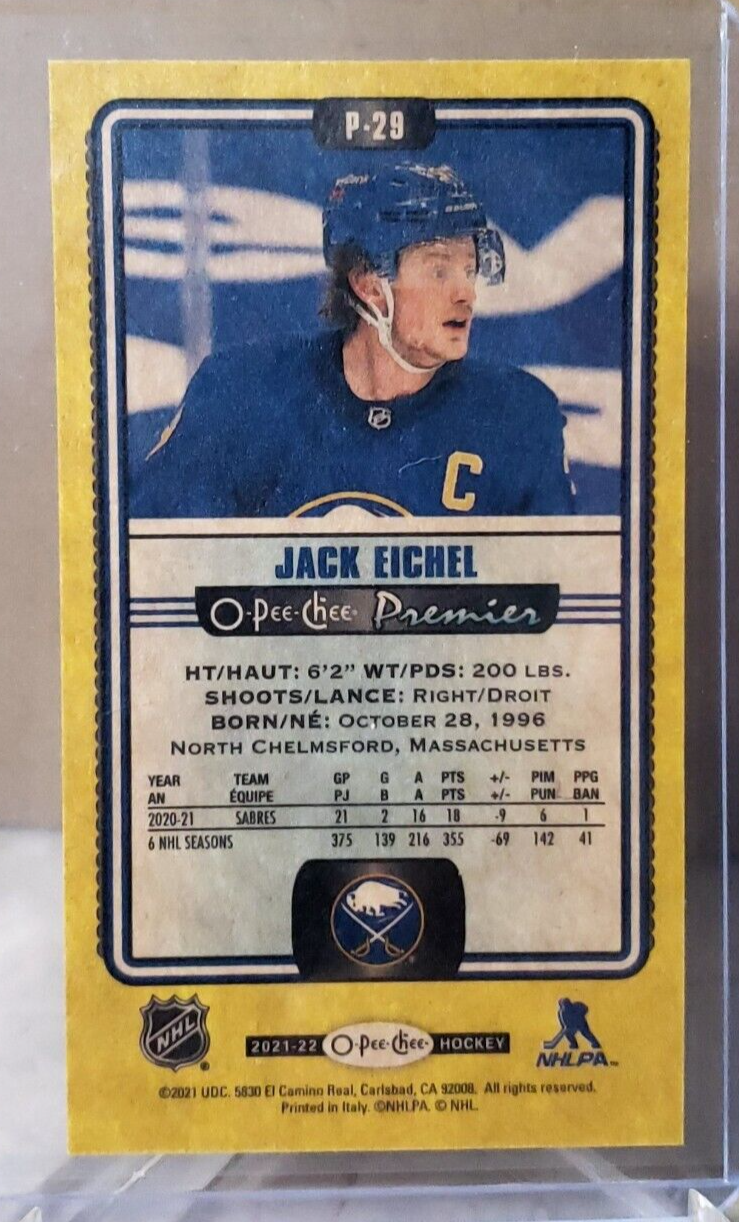 P-29
C
JACK EICHEL
O-Pee-Chee Premier
HT/HAUT: 6'2" WT/PDS: 200 LBS.
SHOOTS/LANCE: RIGHT/DROIT
BORN/NÉ: OCTOBER 28, 1996
NORTH CHELMSFORD, MASSACHUSETTS
YEAR TEAM GP G A PTS +/- PIM PPG
AN ÉQUIPE PJ B A PTS +/- PUN BAN
2020-21 SABRES 21 2 16 18 -9 6 1
6 NHL SEASONS 375 139 216 355 -69 142 41
NHL
2021-22 O-Pee-Chee HOCKEY
NHLPA™
©2021 UDC. 5830 El Camino Real, Carlsbad, CA 92008. All rights reserved.
Printed in Italy. ©NHLPA. © NHL.